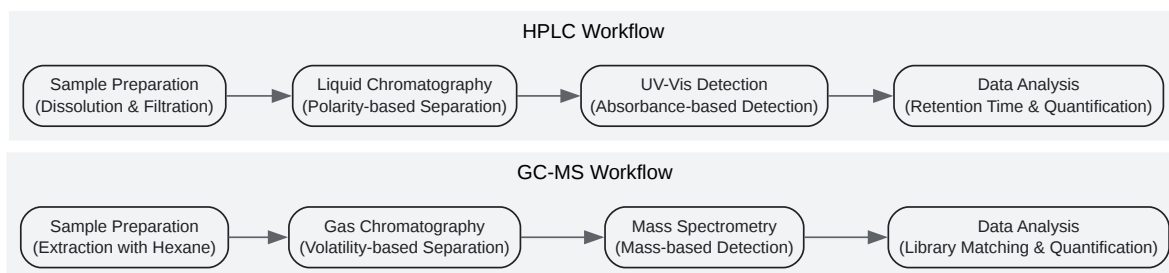 HPLC Workflow
Sample Preparation
(Dissolution & Filtration)
Liquid Chromatography
(Polarity-based Separation)
UV-Vis Detection
(Absorbance-based Detection)
Data Analysis
(Retention Time & Quantification)
GC-MS Workflow
Sample Preparation
(Extraction with Hexane)
Gas Chromatography
(Volatility-based Separation)
Mass Spectrometry
(Mass-based Detection)
Data Analysis
(Library Matching & Quantification)